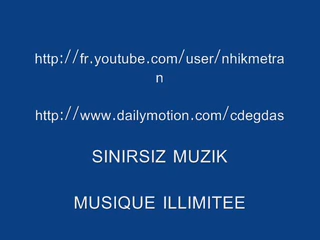 http://fr.youtube.com/user/nhikmetra
n
http://www.dailymotion.com/cdegdas
SINIRSIZ MUZIK
MUSIQUE ILLIMITEE